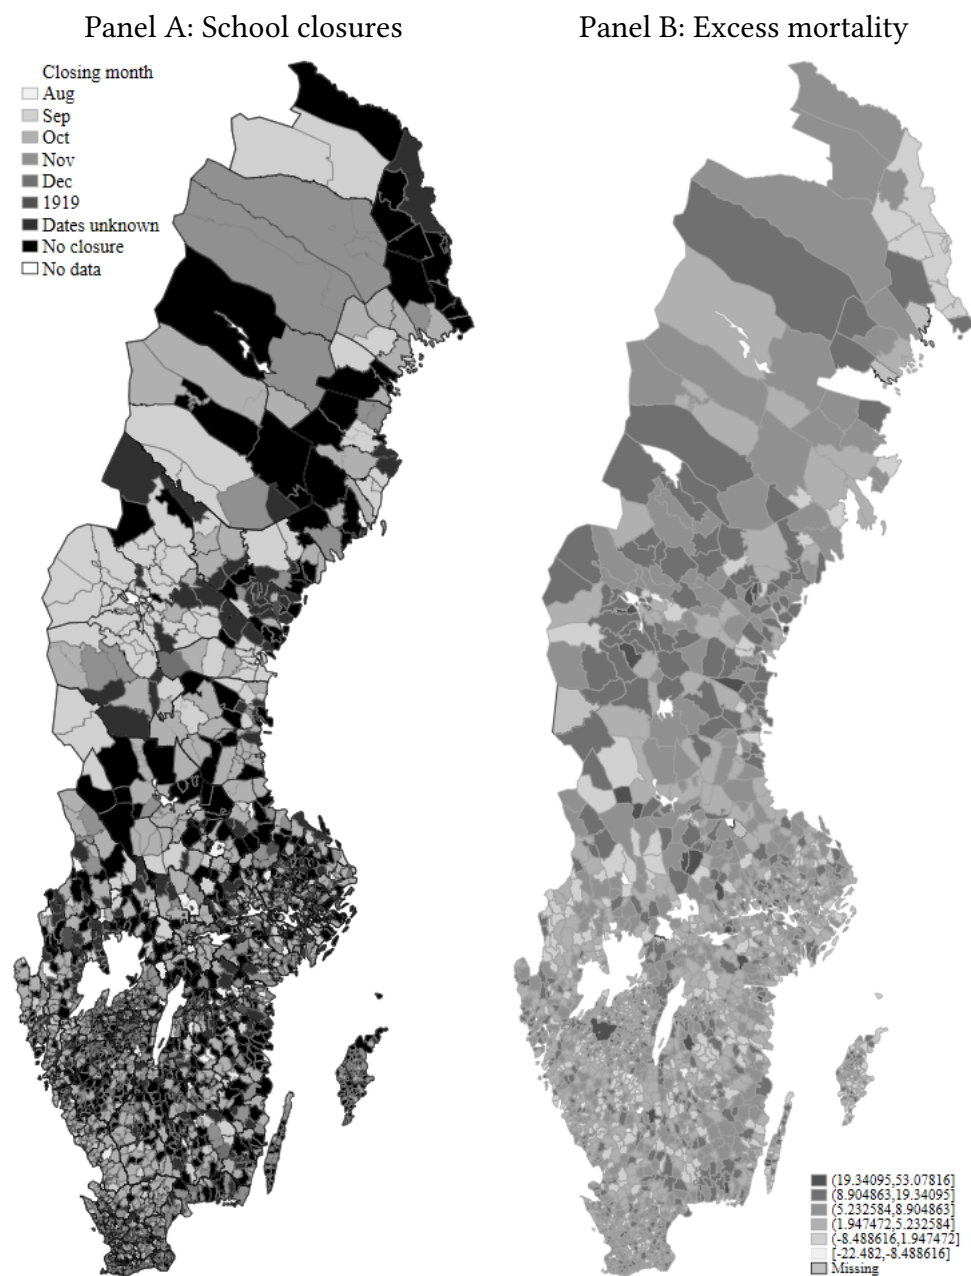 Panel A: School closures
Panel B: Excess mortality
Closing month
Aug
Sep
Oct
Nov
Dec
1919
Dates unknown
No closure
No data
(19.34095,53.07816]
(8.904863,19.34095]
(5.232584,8.904863]
(1.947472,5.232584]
(-8.488616,1.947472]
[-22.482,-8.488616]
Missing